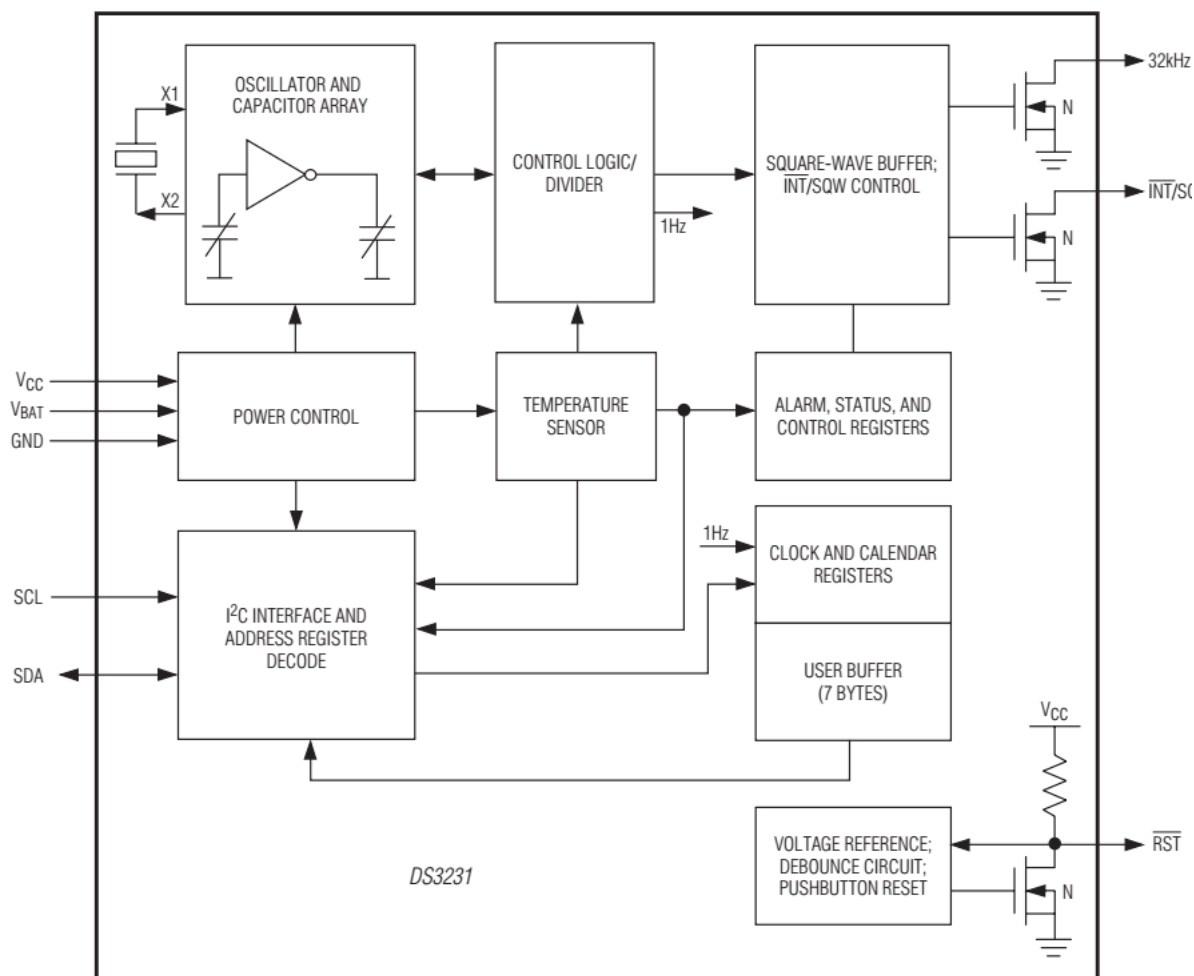 OSCILLATOR AND
CAPACITOR ARRAY
X1
X2
CONTROL LOGIC/
DIVIDER
1Hz
SQUARE-WAVE BUFFER;
INT/SQW CONTROL
32kHz
N
INT/SQ
N
VCC
VBAT
GND
POWER CONTROL
TEMPERATURE
SENSOR
ALARM, STATUS, AND
CONTROL REGISTERS
SCL
SDA
I²C INTERFACE AND
ADDRESS REGISTER
DECODE
1Hz
CLOCK AND CALENDAR
REGISTERS
USER BUFFER
(7 BYTES)
VCC
VOLTAGE REFERENCE;
DEBOUNCE CIRCUIT;
PUSHBUTTON RESET
RST
N
DS3231